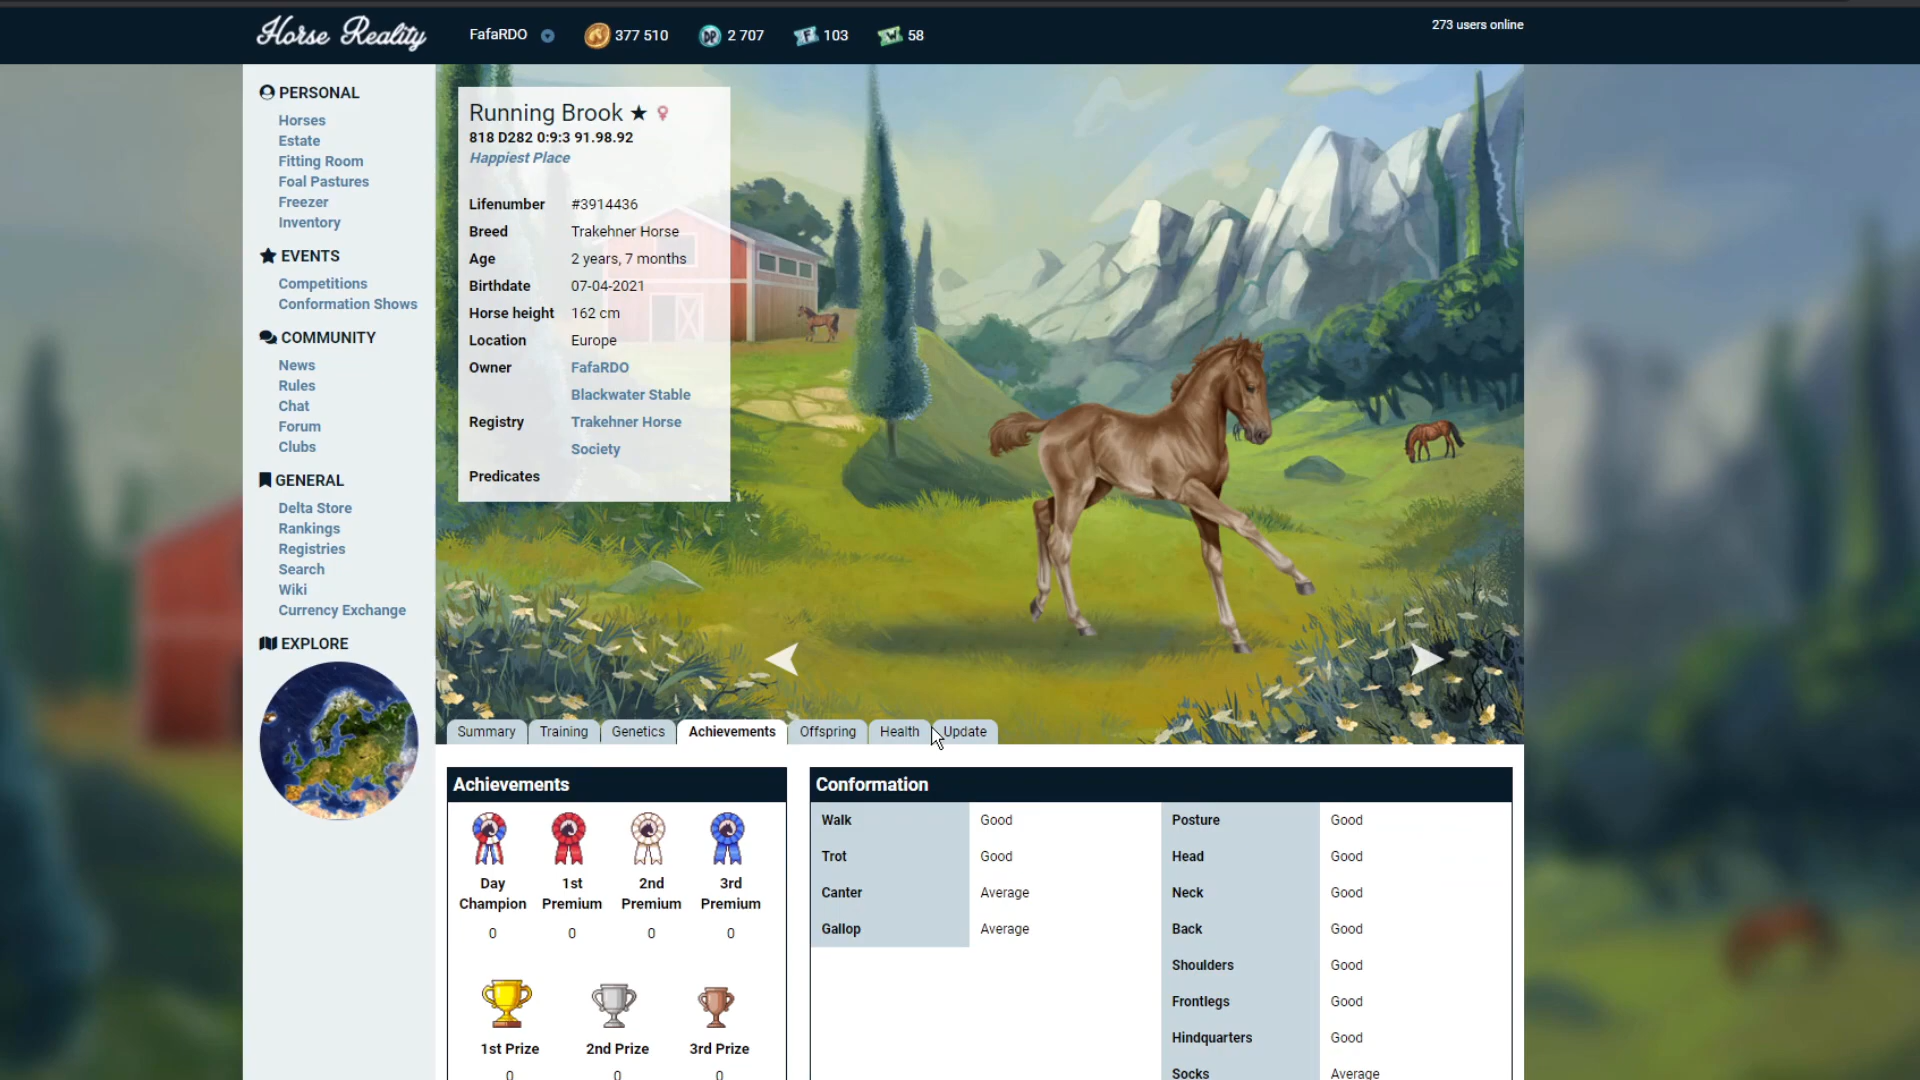 Horse Reality
FafaRDO
377 510
DP
2 707
F
103
W
58
273 users online
PERSONAL
Horses
Estate
Fitting Room
Foal Pastures
Freezer
Inventory
EVENTS
Competitions
Conformation Shows
COMMUNITY
News
Rules
Chat
Forum
Clubs
GENERAL
Delta Store
Rankings
Registries
Search
Wiki
Currency Exchange
EXPLORE
Running Brook
818 D282 0:9:3 91.98.92
Happiest Place
Lifenumber #3914436
Breed Trakehner Horse
Age 2 years, 7 months
Birthdate 07-04-2021
Horse height 162 cm
Location Europe
Owner FafaRDO
Blackwater Stable
Registry Trakehner Horse
Society
Predicates
Summary Training Genetics Achievements Offspring Health Update
Achievements
Day Champion
1st Premium
2nd Premium
3rd Premium
0 0 0 0
1st Prize 2nd Prize 3rd Prize
0 0 0
Conformation
Walk Good
Trot Good
Canter Average
Gallop Average
Posture Good
Head Good
Neck Good
Back Good
Shoulders Good
Frontlegs Good
Hindquarters Good
Socks Average